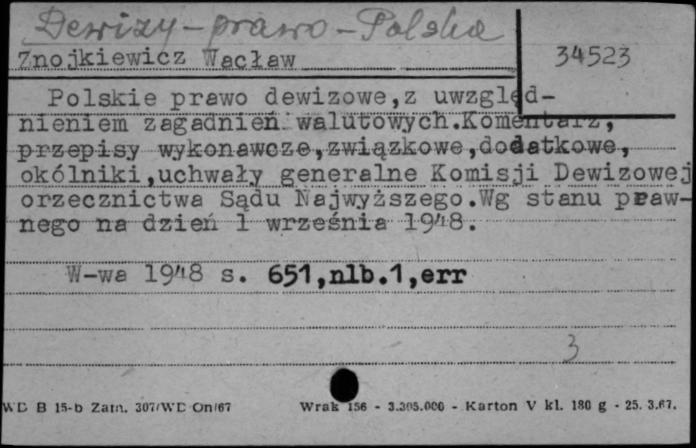 Dewizy-prawo-Polska
Znojkiewicz Wacław
34523
Polskie prawo dewizowe,z uwzględ-
nieniem zagadnień walutowych.Komentarz,
przepisy wykonawcze,związkowe,dodatkowe,
okólniki,uchwały generalne Komisji Dewizowej
orzecznictwa Sądu Najwyższego.Wg stanu praw-
nego na dzień 1 września 1948.
W-wa 1948 s. 651,nlb.1,err
3
WDC B 15-b Zam. 307/WDC On/67
Wrak 156 - 3.305.000 - Karton V kl. 180 g - 25. 3.67.